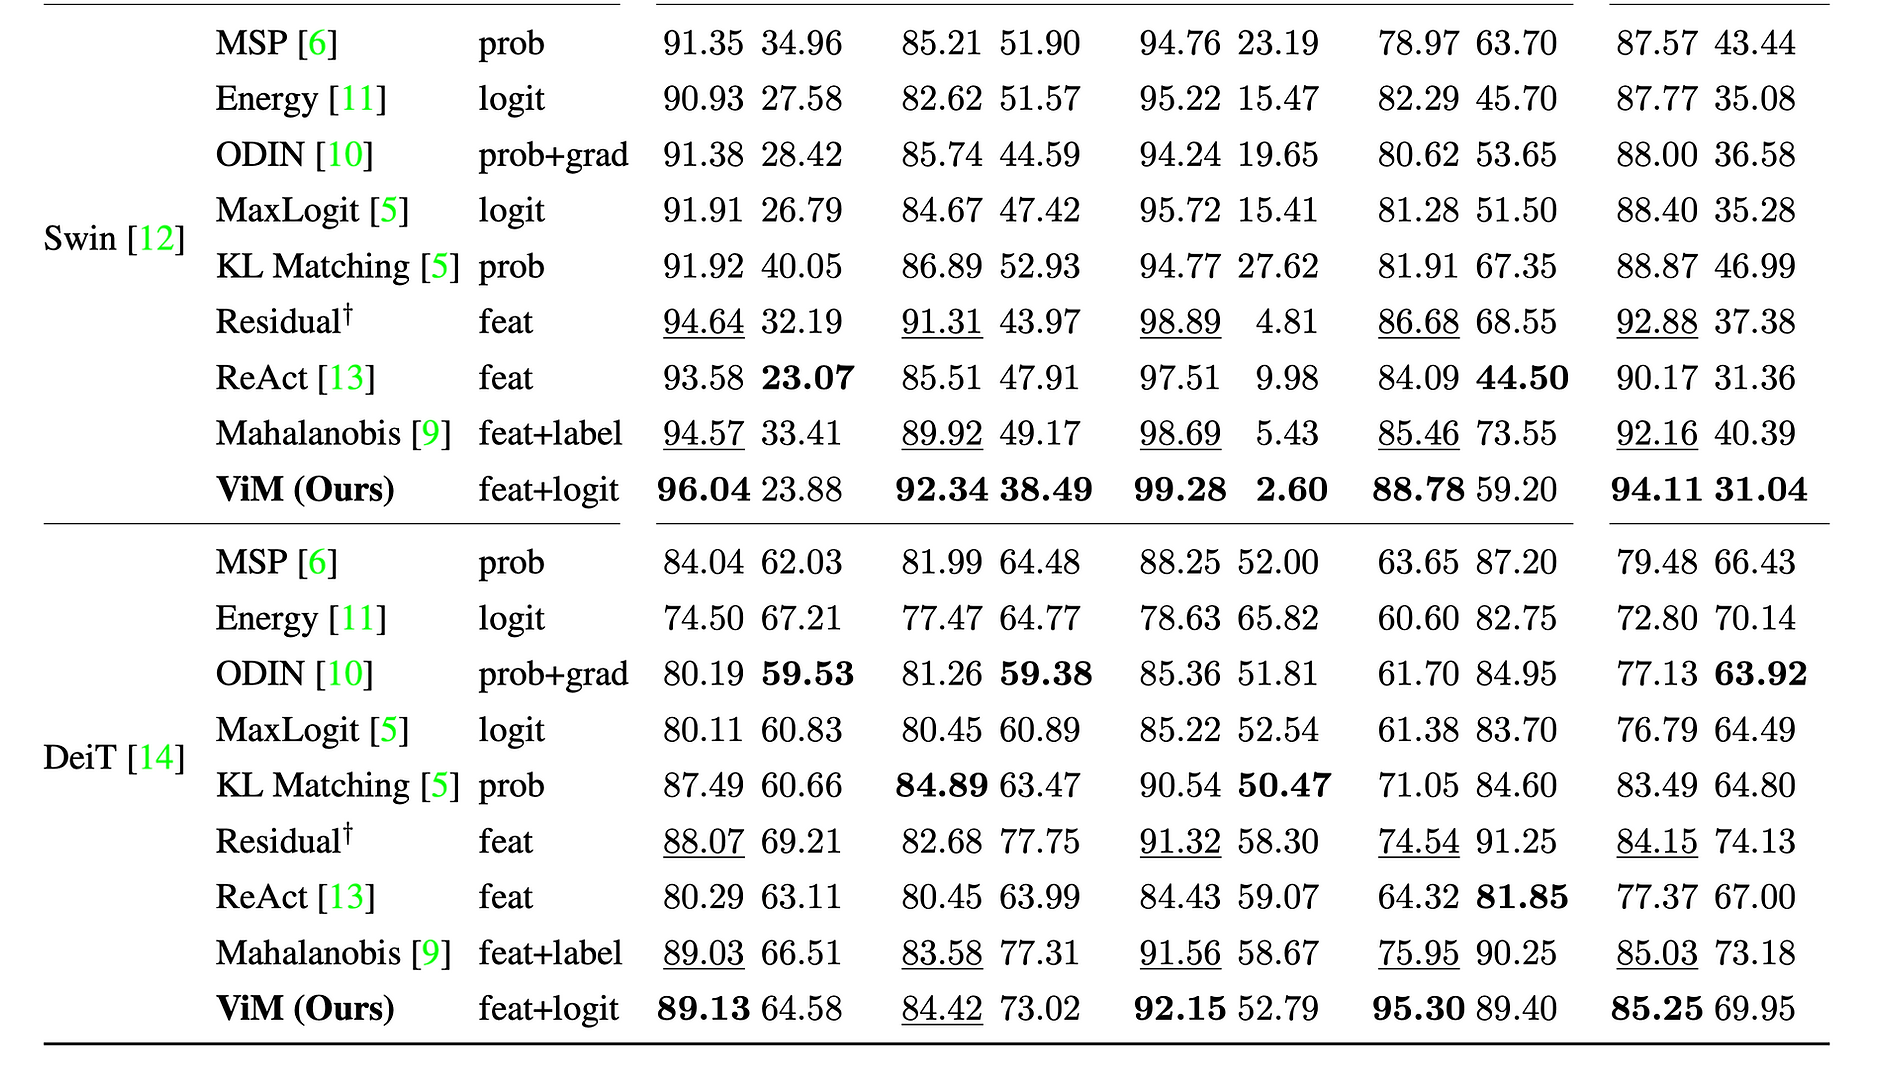 MSP [6] prob 91.35 34.96 85.21 51.90 94.76 23.19 78.97 63.70 87.57 43.44
Energy [11] logit 90.93 27.58 82.62 51.57 95.22 15.47 82.29 45.70 87.77 35.08
ODIN [10] prob+grad 91.38 28.42 85.74 44.59 94.24 19.65 80.62 53.65 88.00 36.58
MaxLogit [5] logit 91.91 26.79 84.67 47.42 95.72 15.41 81.28 51.50 88.40 35.28
Swin [12]
KL Matching [5] prob 91.92 40.05 86.89 52.93 94.77 27.62 81.91 67.35 88.87 46.99
Residual† feat 94.64 32.19 91.31 43.97 98.89 4.81 86.68 68.55 92.88 37.38
ReAct [13] feat 93.58 23.07 85.51 47.91 97.51 9.98 84.09 44.50 90.17 31.36
Mahalanobis [9] feat+label 94.57 33.41 89.92 49.17 98.69 5.43 85.46 73.55 92.16 40.39
ViM (Ours) feat+logit 96.04 23.88 92.34 38.49 99.28 2.60 88.78 59.20 94.11 31.04
MSP [6] prob 84.04 62.03 81.99 64.48 88.25 52.00 63.65 87.20 79.48 66.43
Energy [11] logit 74.50 67.21 77.47 64.77 78.63 65.82 60.60 82.75 72.80 70.14
ODIN [10] prob+grad 80.19 59.53 81.26 59.38 85.36 51.81 61.70 84.95 77.13 63.92
MaxLogit [5] logit 80.11 60.83 80.45 60.89 85.22 52.54 61.38 83.70 76.79 64.49
DeiT [14]
KL Matching [5] prob 87.49 60.66 84.89 63.47 90.54 50.47 71.05 84.60 83.49 64.80
Residual† feat 88.07 69.21 82.68 77.75 91.32 58.30 74.54 91.25 84.15 74.13
ReAct [13] feat 80.29 63.11 80.45 63.99 84.43 59.07 64.32 81.85 77.37 67.00
Mahalanobis [9] feat+label 89.03 66.51 83.58 77.31 91.56 58.67 75.95 90.25 85.03 73.18
ViM (Ours) feat+logit 89.13 64.58 84.42 73.02 92.15 52.79 95.30 89.40 85.25 69.95